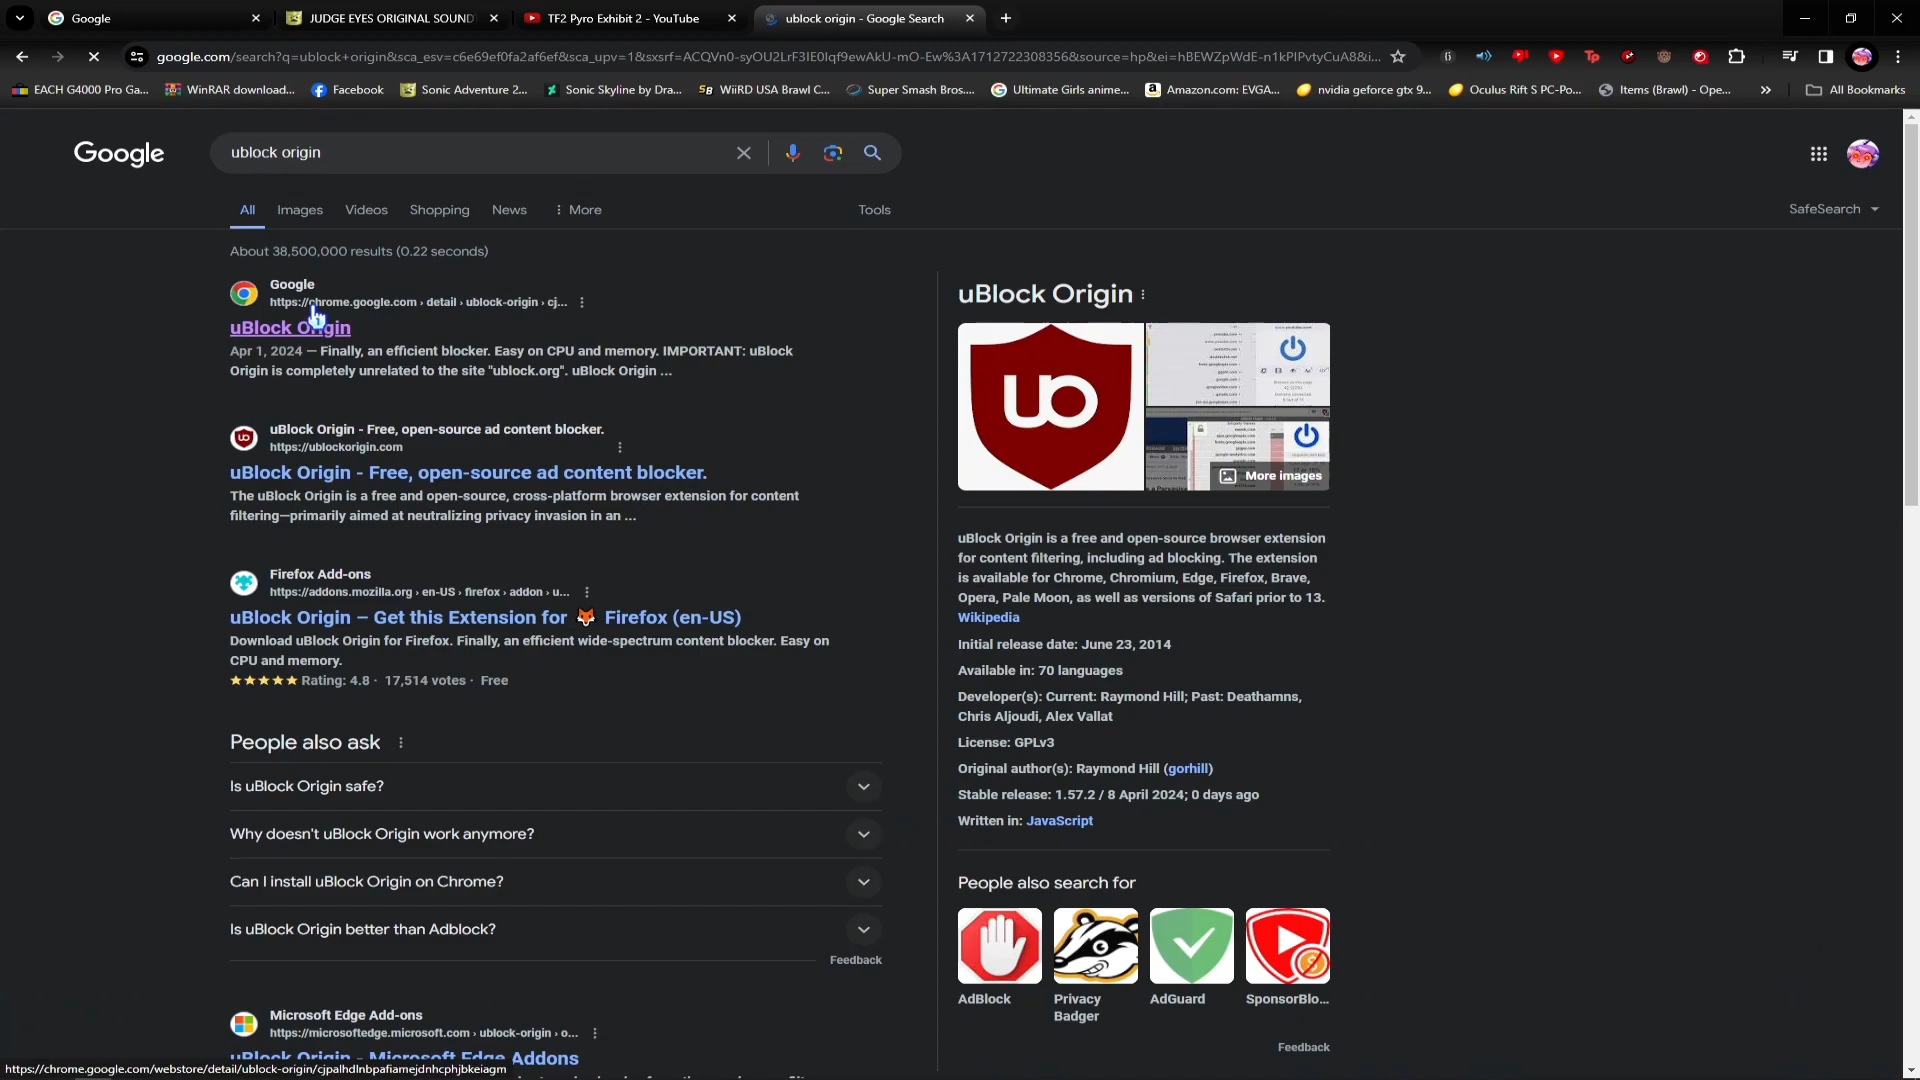 Google
JUDGE EYES ORIGINAL SOUND
TF2 Pyro Exhibit 2 - YouTube
ublock origin - Google Search
google.com/search?q=ublock+origin&sca_esv=c6e69ef0fa2af6ef&sca_upv=1&sxsrf=ACQVn0-syOU2LrF3IE0Iqf9ewAkU-mO-Ew%3A1712722308356&source=hp&ei=hBEWZpWdE-n1kPIPvtyCuA8&i...
EACH G4000 Pro Ga...
WinRAR download...
Facebook
Sonic Adventure 2...
Sonic Skyline by Dra...
WiiRD USA Brawl C...
Super Smash Bros....
Ultimate Girls anime...
Amazon.com: EVGA...
nvidia geforce gtx 9...
Oculus Rift S PC-Po...
Items (Brawl) - Ope...
All Bookmarks
Google
ublock origin
All
Images
Videos
Shopping
News
More
Tools
SafeSearch
About 38,500,000 results (0.22 seconds)
Google
https://chrome.google.com › detail › ublock-origin › cj...
uBlock Origin
Apr 1, 2024 — Finally, an efficient blocker. Easy on CPU and memory. IMPORTANT: uBlock
Origin is completely unrelated to the site "ublock.org". uBlock Origin ...
uBlock Origin - Free, open-source ad content blocker.
https://ublockorigin.com
uBlock Origin - Free, open-source ad content blocker.
The uBlock Origin is a free and open-source, cross-platform browser extension for content
filtering—primarily aimed at neutralizing privacy invasion in an ...
Firefox Add-ons
https://addons.mozilla.org › en-US › firefox › addon › u...
uBlock Origin – Get this Extension for 🦊 Firefox (en-US)
Download uBlock Origin for Firefox. Finally, an efficient wide-spectrum content blocker. Easy on
CPU and memory.
Rating: 4.8 · 17,514 votes · Free
People also ask
Is uBlock Origin safe?
Why doesn't uBlock Origin work anymore?
Can I install uBlock Origin on Chrome?
Is uBlock Origin better than Adblock?
Feedback
Microsoft Edge Add-ons
https://microsoftedge.microsoft.com › ublock-origin › o...
uBlock Origin - Microsoft Edge Addons
https://chrome.google.com/webstore/detail/ublock-origin/cjpalhdlnbpafiamejdnhcphjbkeiagm
uBlock Origin
uo
More images
uBlock Origin is a free and open-source browser extension
for content filtering, including ad blocking. The extension
is available for Chrome, Chromium, Edge, Firefox, Brave,
Opera, Pale Moon, as well as versions of Safari prior to 13.
Wikipedia
Initial release date: June 23, 2014
Available in: 70 languages
Developer(s): Current: Raymond Hill; Past: Deathamns,
Chris Aljoudi, Alex Vallat
License: GPLv3
Original author(s): Raymond Hill (gorhill)
Stable release: 1.57.2 / 8 April 2024; 0 days ago
Written in: JavaScript
People also search for
AdBlock
Privacy
Badger
AdGuard
SponsorBlo...
Feedback